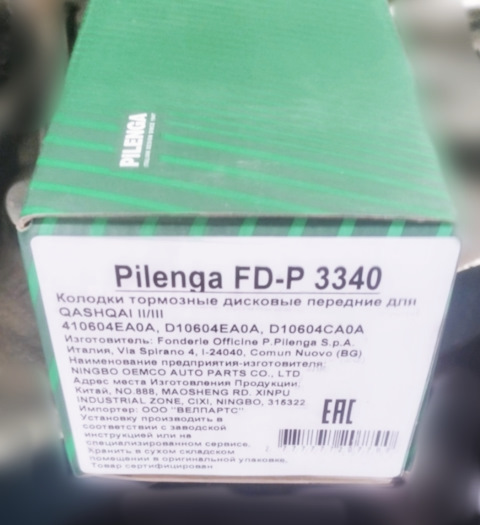 PILENGA
Pilenga FD-P 3340
Колодки тормозные дисковые передние для
QASHQAI II/III
410604EA0A, D10604EA0A, D10604CA0A
Изготовитель: Fonderie Officine P.Pilenga S.p.A.
Италия, Via Spirano 4, I-24040, Comun Nuovo (BG)
Наименование предприятия-изготовителя:
NINGBO OEMCO AUTO PARTS CO., LTD
Адрес места Изготовления Продукции:
Китай, NO.888, MAOSHENG RD. XINPU
INDUSTRIAL ZONE, CIXI, NINGBO, 315322
Импортер: ООО "ВЕЛПАРТС"
Установку производить в
соответствии с заводской
инструкцией или на
специализированном сервисе.
Хранить в сухом складском
помещении в оригинальной упаковке.
Товар сертифицирован
EAC